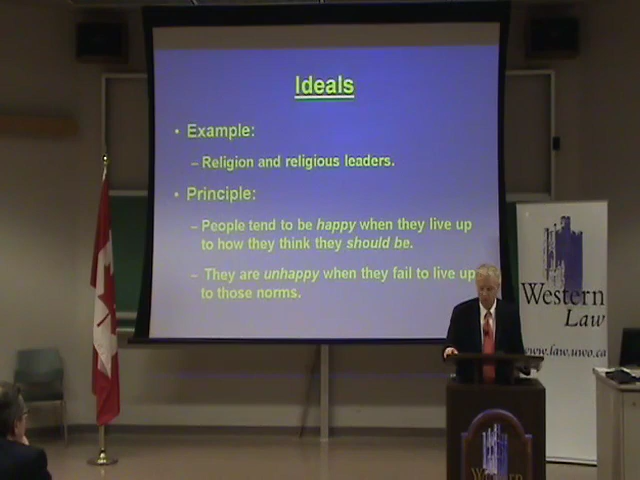 Ideals
• Example:
– Religion and religious leaders.
• Principle:
– People tend to be happy when they live up
to how they think they should be.
– They are unhappy when they fail to live up
to those norms.
Western
Law
www.law.uwo.ca
Western